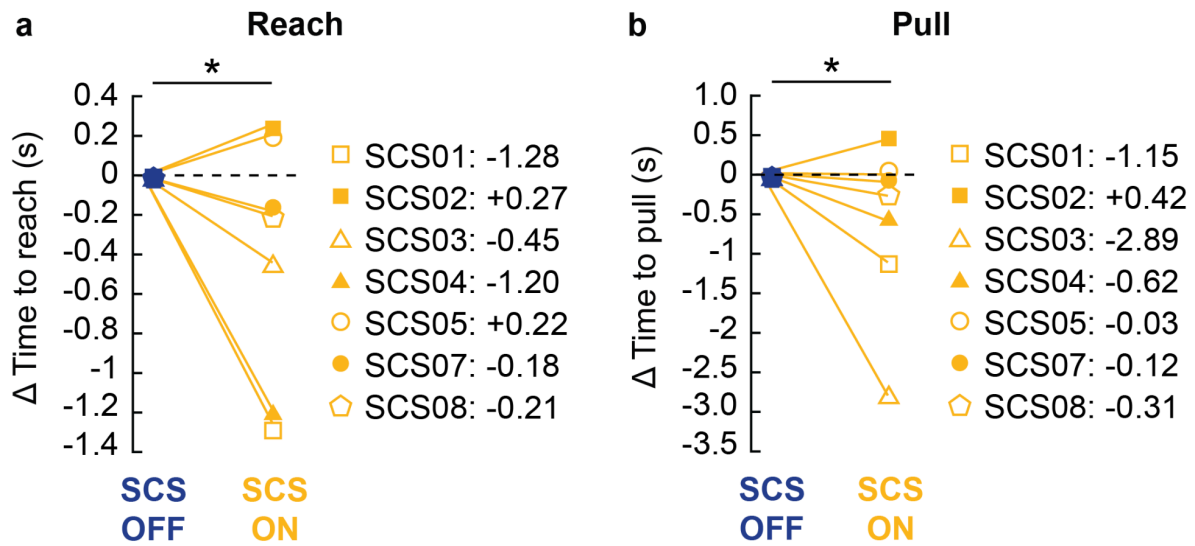 a
Reach
*
Δ Time to reach (s)
0.4
0.2
0
-0.2
-0.4
-0.6
-0.8
-1
-1.2
-1.4
SCS OFF
SCS ON
SCS01: -1.28
SCS02: +0.27
SCS03: -0.45
SCS04: -1.20
SCS05: +0.22
SCS07: -0.18
SCS08: -0.21
b
Pull
*
Δ Time to pull (s)
1.0
0.5
0
-0.5
-1
-1.5
-2
-2.5
-3.0
-3.5
SCS
OFF
SCS
ON
SCS01: -1.15
SCS02: +0.42
SCS03: -2.89
SCS04: -0.62
SCS05: -0.03
SCS07: -0.12
SCS08: -0.31